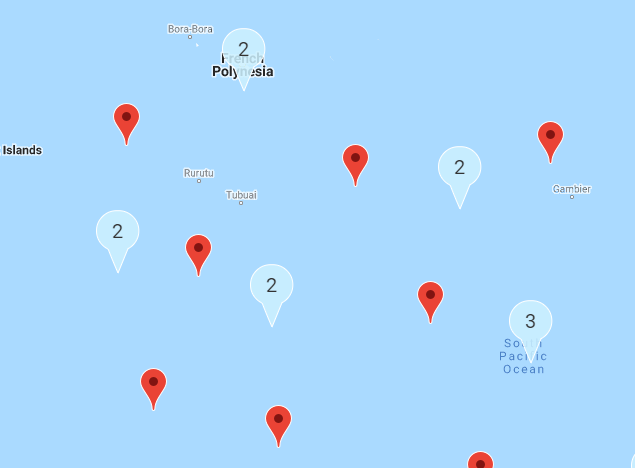 Bora-Bora
2
French
Polynesia
Islands
2
Rurutu
Gambier
Tubuai
2
2
3
South
Pacific
Ocean